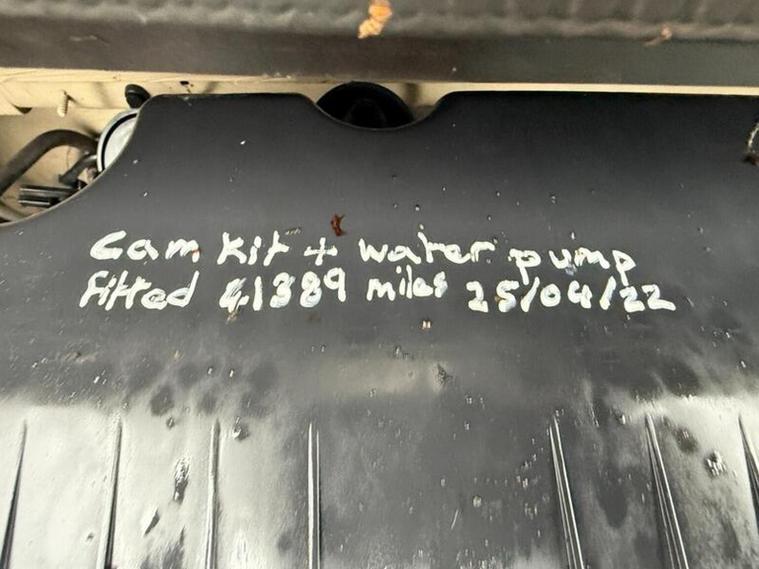 Cam kit + water pump
fitted 41389 miles 25/04/22